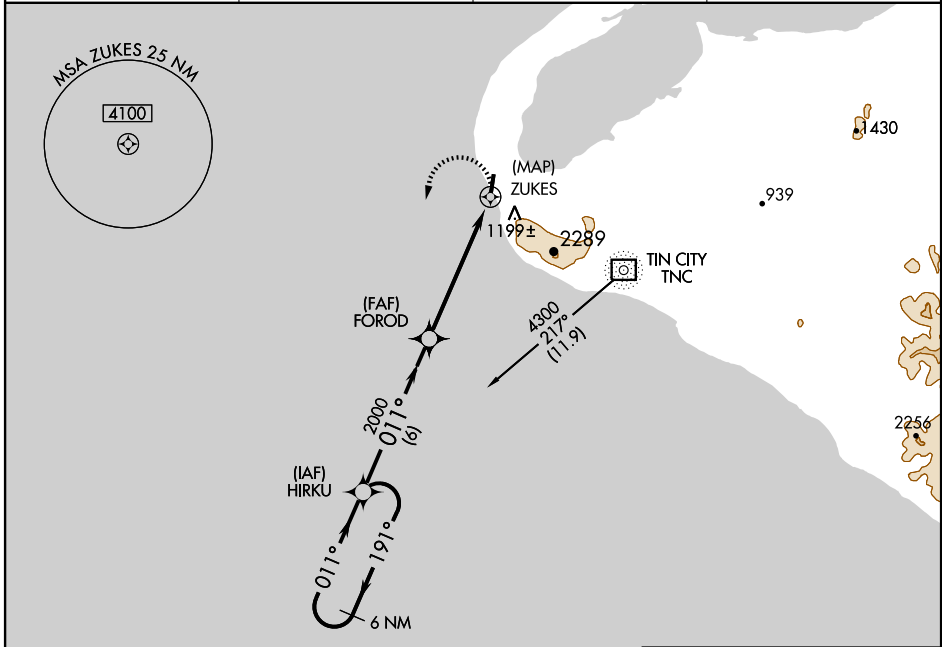 MSA ZUKES 25 NM
4100
1430
(MAP)
ZUKES
939
1199±
2289
TIN CITY
TNC
(FAF)
FOROD
4300
217°
(11.9)
2000
011°
(6)
2256
(IAF)
HIRKU
011°
191°
6 NM